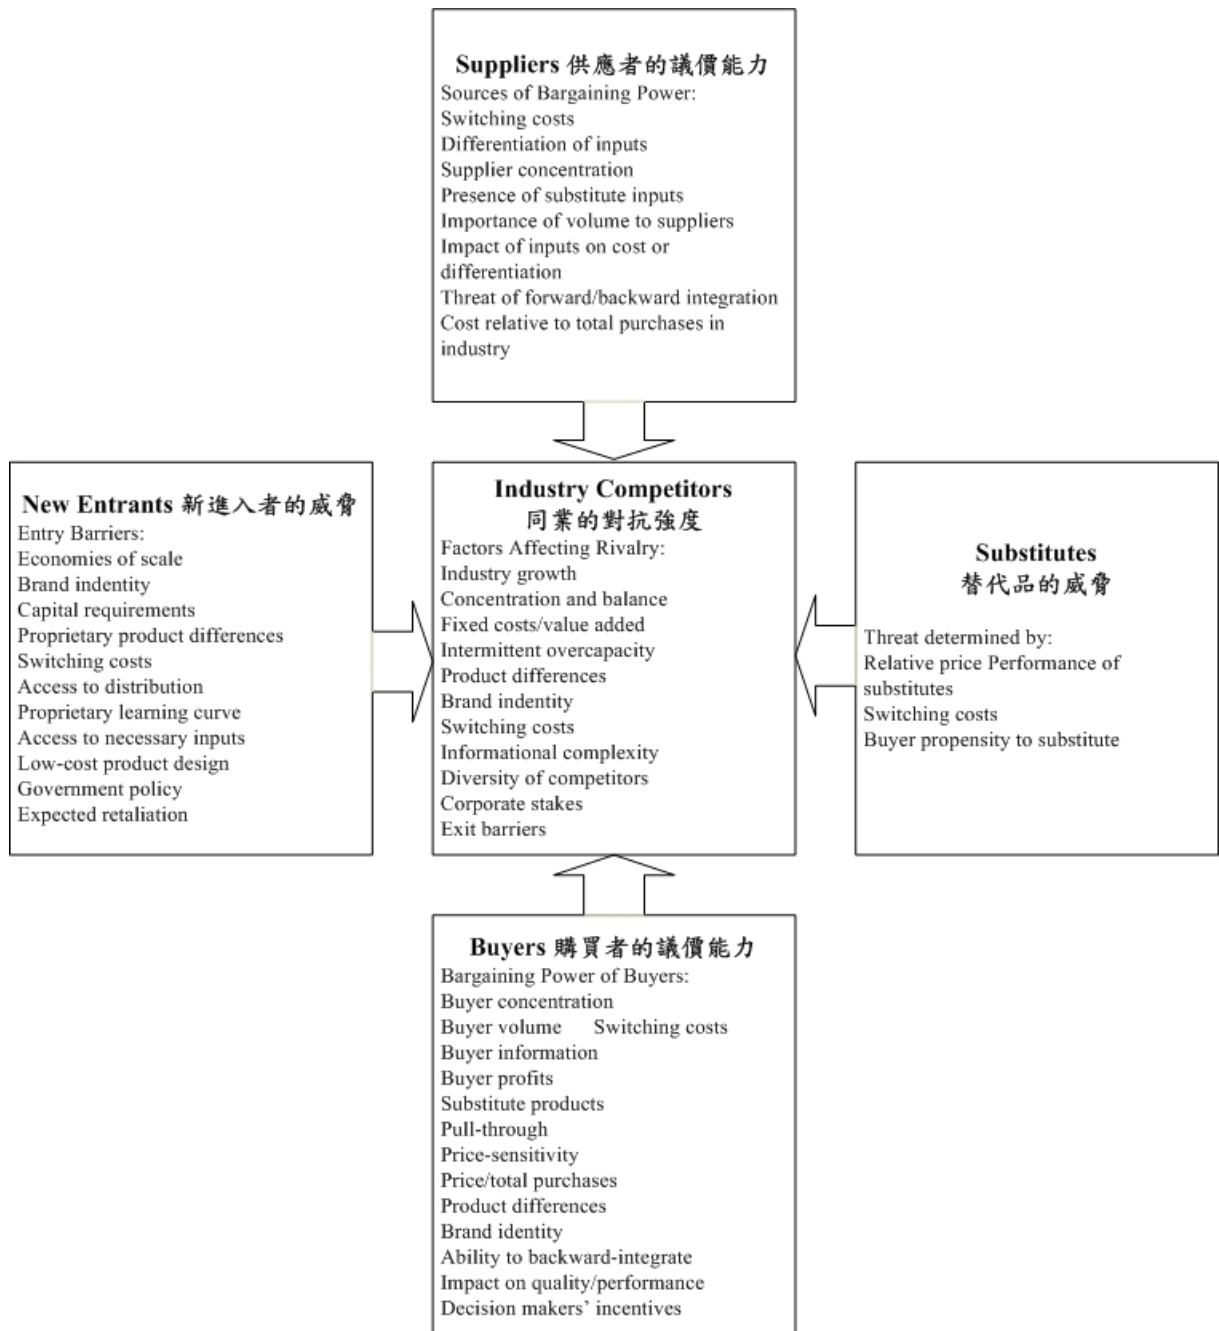 Suppliers 供應者的議價能力
Sources of Bargaining Power:
Switching costs
Differentiation of inputs
Supplier concentration
Presence of substitute inputs
Importance of volume to suppliers
Impact of inputs on cost or
differentiation
Threat of forward/backward integration
Cost relative to total purchases in
industry
New Entrants 新進入者的威脅
Entry Barriers:
Economies of scale
Brand indentity
Capital requirements
Proprietary product differences
Switching costs
Access to distribution
Proprietary learning curve
Access to necessary inputs
Low-cost product design
Government policy
Expected retaliation
Industry Competitors
同業的對抗強度
Factors Affecting Rivalry:
Industry growth
Concentration and balance
Fixed costs/value added
Intermittent overcapacity
Product differences
Brand indentity
Switching costs
Informational complexity
Diversity of competitors
Corporate stakes
Exit barriers
Substitutes
替代品的威脅
Threat determined by:
Relative price Performance of
substitutes
Switching costs
Buyer propensity to substitute
Buyers 購買者的議價能力
Bargaining Power of Buyers:
Buyer concentration
Buyer volume Switching costs
Buyer information
Buyer profits
Substitute products
Pull-through
Price-sensitivity
Price/total purchases
Product differences
Brand identity
Ability to backward-integrate
Impact on quality/performance
Decision makers’ incentives